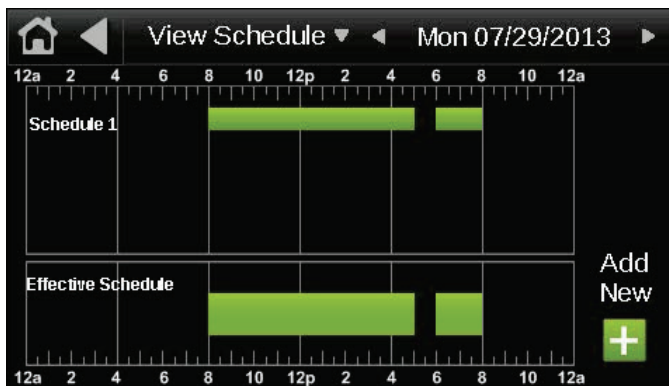 View Schedule Mon 07/29/2013
12a 2 4 6 8 10 12p 2 4 6 8 10 12a
Schedule 1
Effective Schedule
Add
New
12a 2 4 6 8 10 12p 2 4 6 8 10 12a